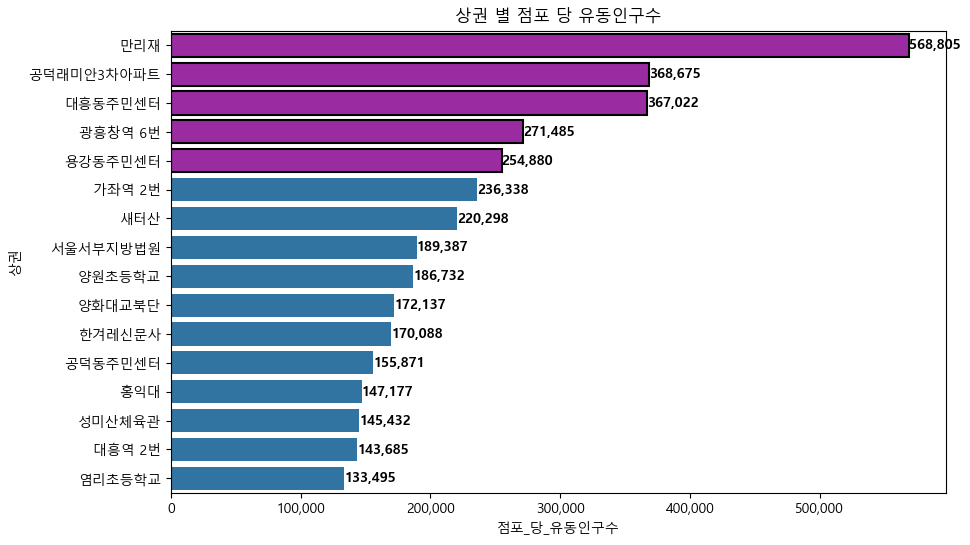 상권 별 점포 당 유동인구수
상권
만리재 568,805
공덕래미안3차아파트 368,675
대흥동주민센터 367,022
광흥창역 6번 271,485
용강동주민센터 254,880
가좌역 2번 236,338
새터산 220,298
서울서부지방법원 189,387
양원초등학교 186,732
양화대교북단 172,137
한겨레신문사 170,088
공덕동주민센터 155,871
홍익대 147,177
성미산체육관 145,432
대흥역 2번 143,685
염리초등학교 133,495
0 100,000 200,000 300,000 400,000 500,000
점포_당_유동인구수